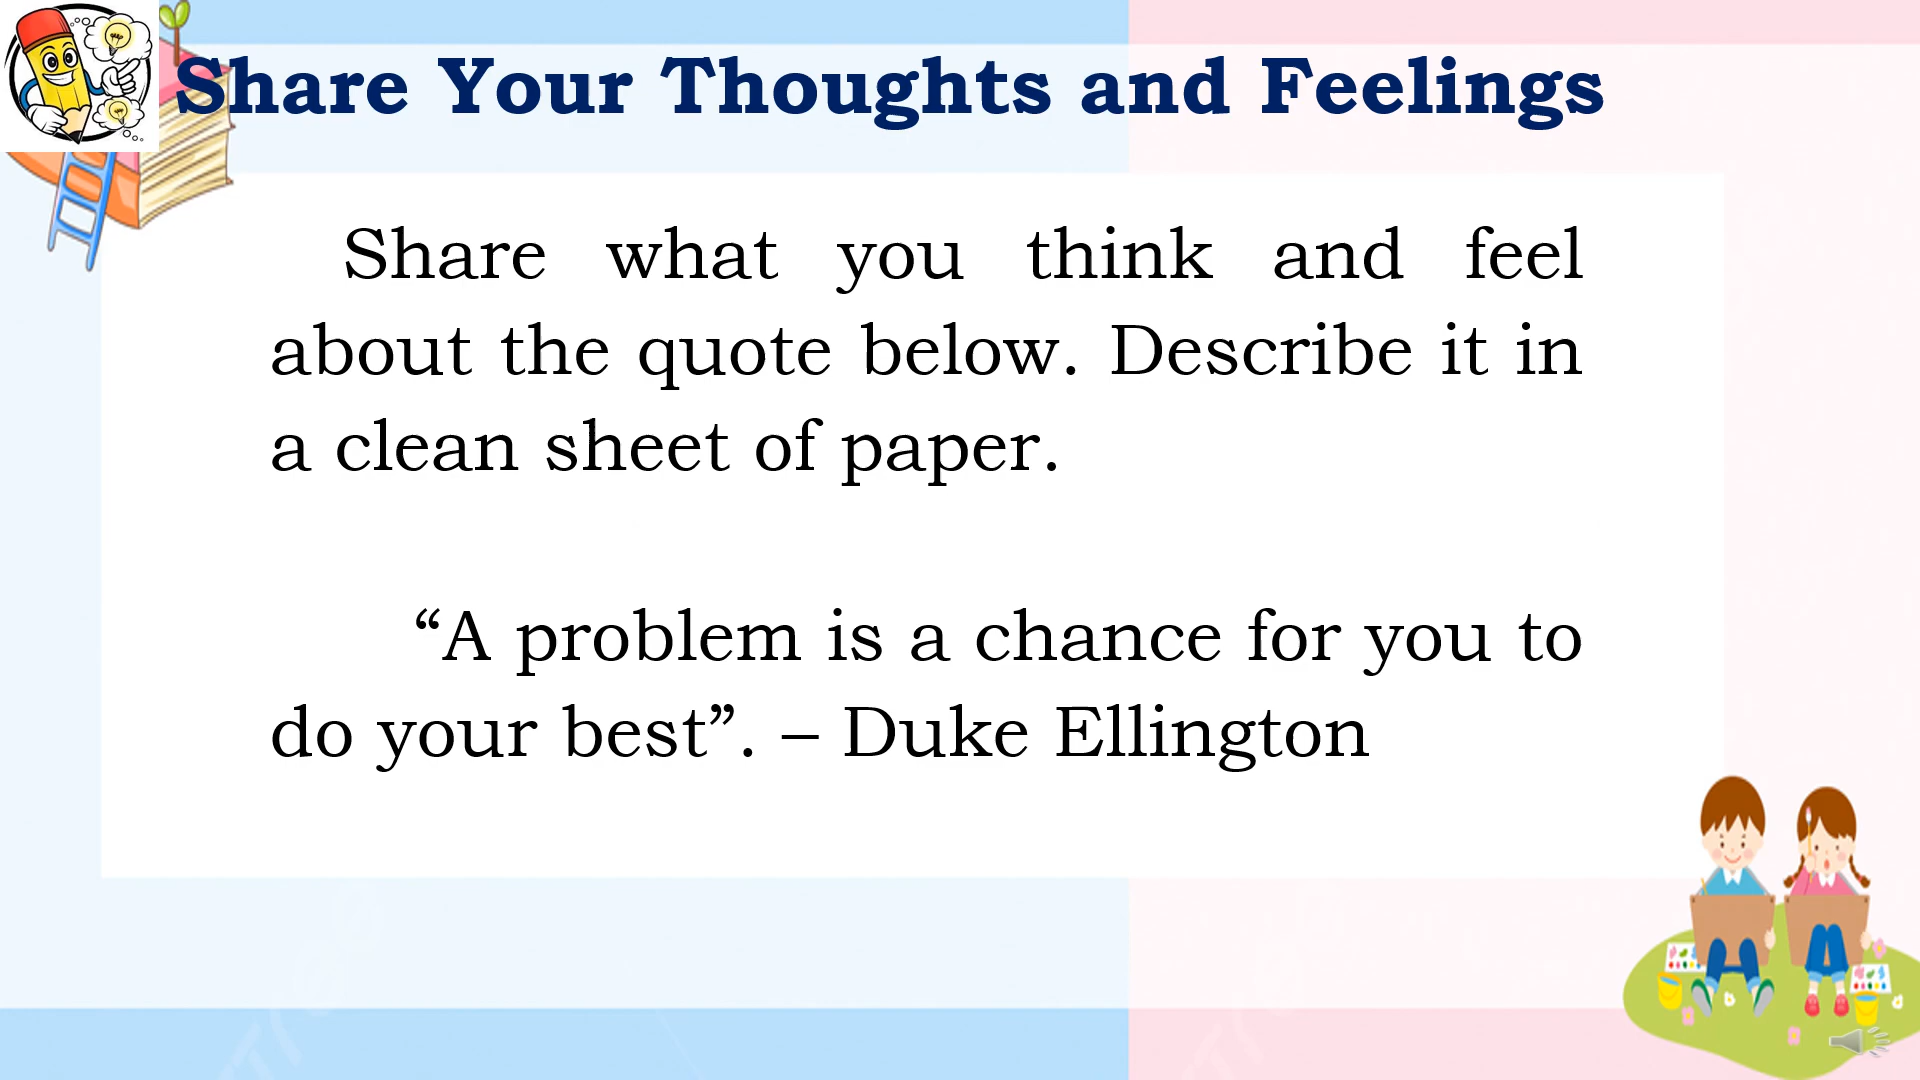 Share Your Thoughts and Feelings
Share what you think and feel
about the quote below. Describe it in
a clean sheet of paper.
“A problem is a chance for you to
do your best”. – Duke Ellington